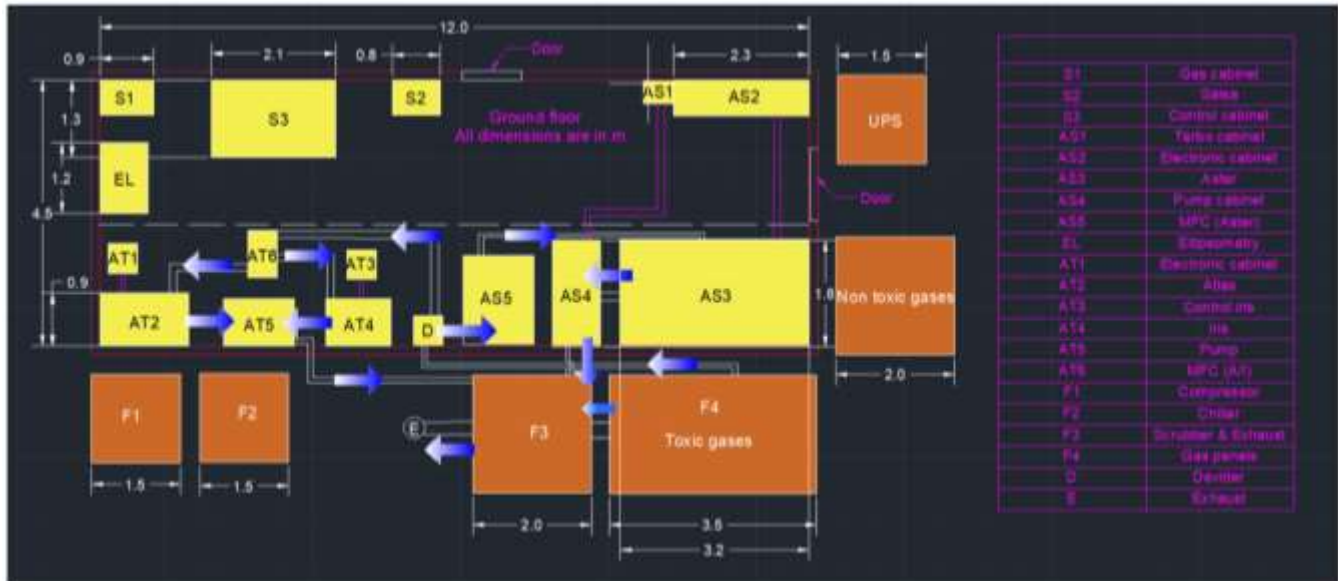 12.0
0.9
2.1
0.8
Door
2.3
1.5
S1
S3
S2
AS1
AS2
UPS
Ground floor
All dimensions are in m
1.3
EL
1.2
4.5
Door
AT1
AT6
AT3
0.9
AT2
AT5
AT4
D
AS5
AS4
AS3
1.8
Non toxic gases
2.0
F1
F2
E
F3
F4
Toxic gases
1.5
1.5
2.0
3.5
3.2
S1 Gas cabinet
S2
S3 Control cabinet
AS1 Turbo cabinet
AS2 Electronic cabinet
AS3 Aster
AS4 Pump cabinet
AS5 MFC (Aster)
EL
AT1 Electronic cabinet
AT2 Atlas
AT3 Control iris
AT4 Iris
AT5 Pump
AT6 MFC (A/I)
F1 Compressor
F2 Chiller
F3 Scrubber & Exhaust
F4 Gas panels
D
E Exhaust